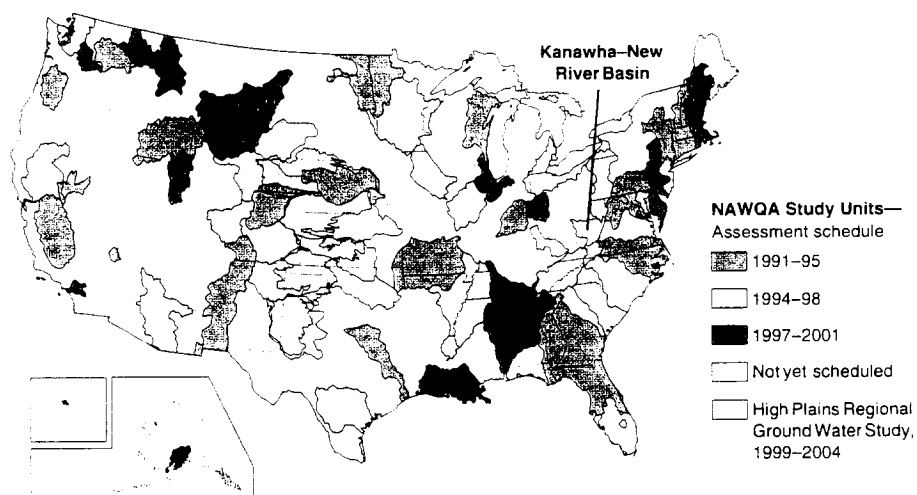 Kanawha–New
River Basin
NAWQA Study Units—
Assessment schedule
1991–95
1994–98
1997–2001
Not yet scheduled
High Plains Regional
Ground Water Study,
1999–2004